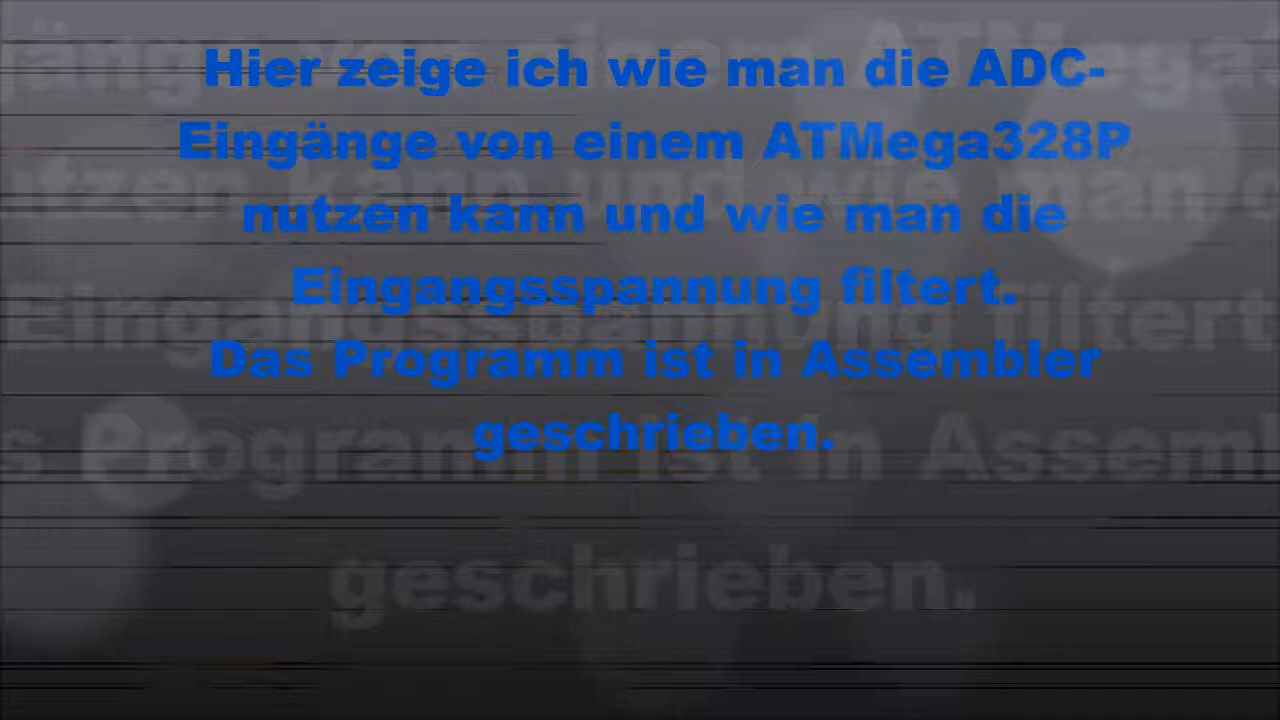 Hier zeige ich wie man die ADC-
Eingänge von einem ATMega328P
nutzen kann und wie man die
Eingangsspannung filtert.
Das Programm ist in Assembler
geschrieben.